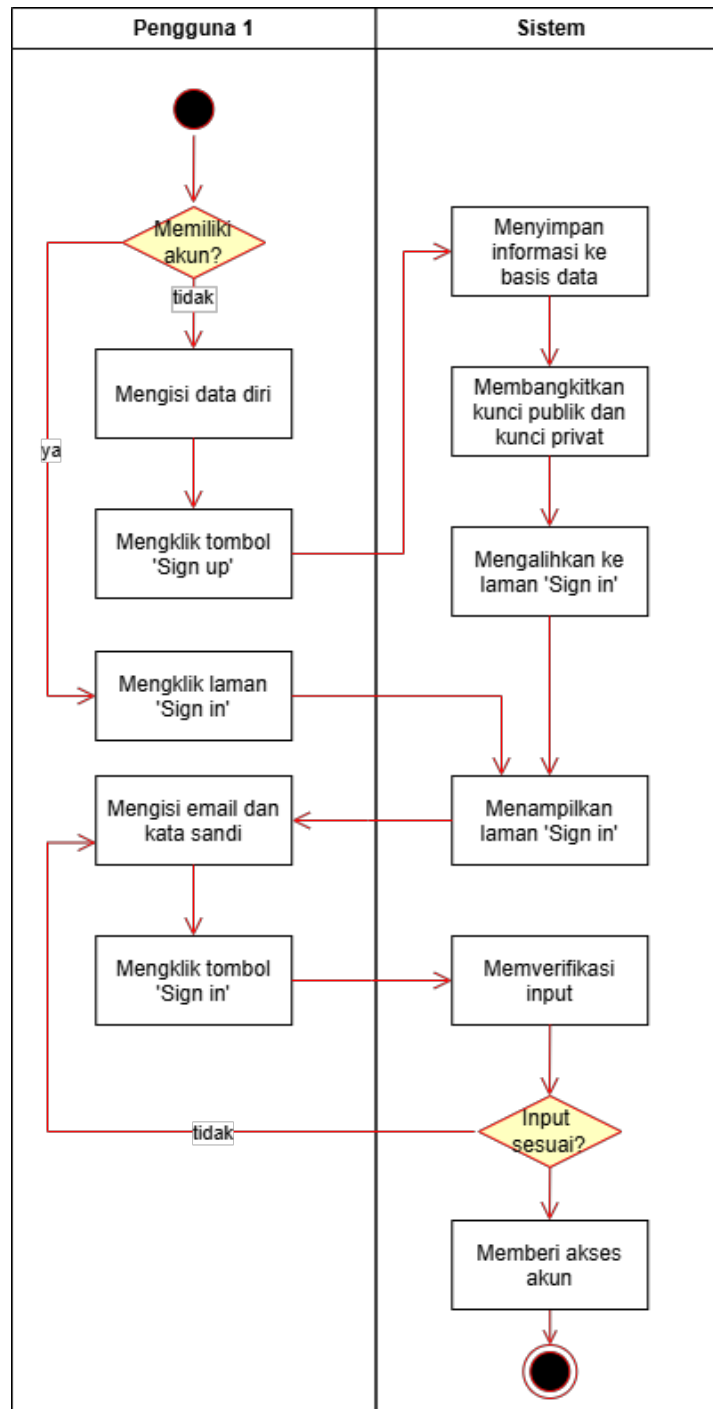 Pengguna 1
Sistem
Memiliki
akun?
tidak
Mengisi data diri
Mengklik tombol
'Sign up'
ya
Menyimpan
informasi ke
basis data
Membangkitkan
kunci publik dan
kunci privat
Mengalihkan ke
laman 'Sign in'
Mengklik laman
'Sign in'
Menampilkan
laman 'Sign in'
Mengisi email dan
kata sandi
Mengklik tombol
'Sign in'
Memverifikasi
input
Input
sesuai?
tidak
Memberi akses
akun